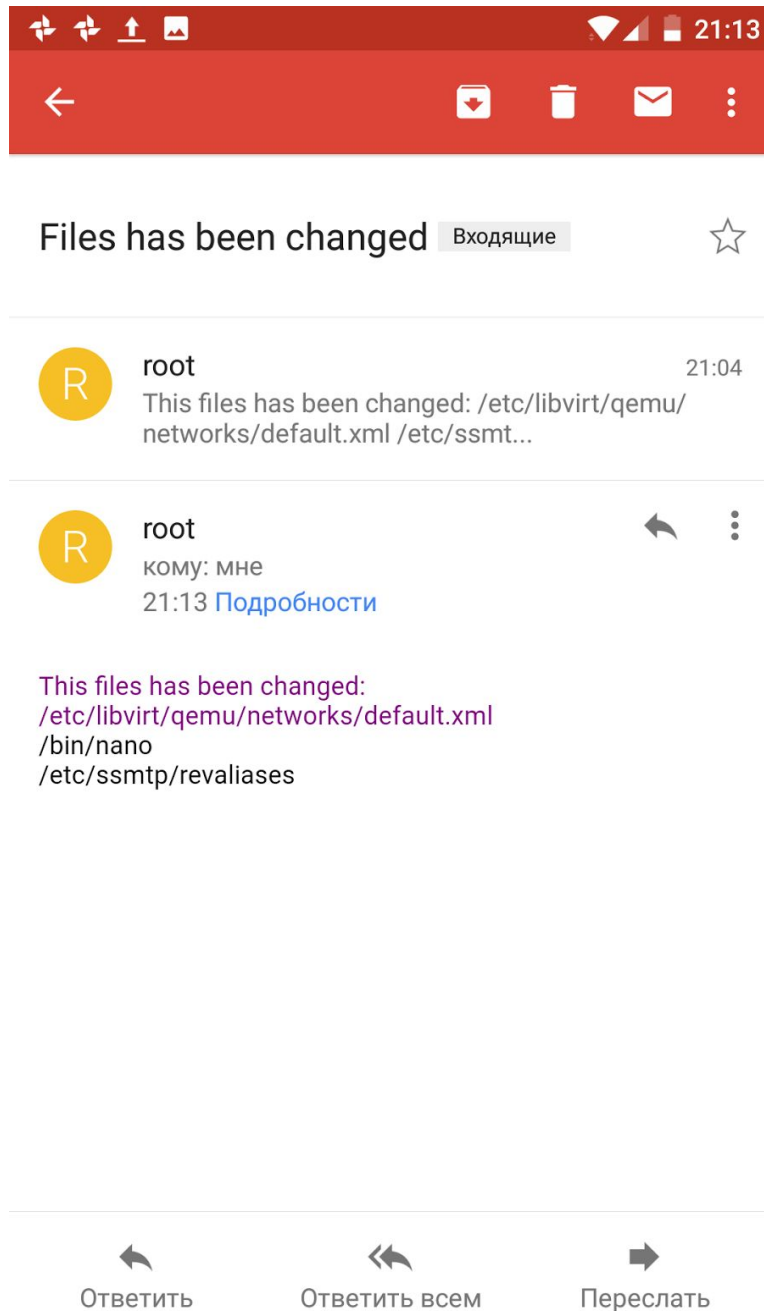 21:13
Files has been changed Входящие
R
root 21:04
This files has been changed: /etc/libvirt/qemu/
networks/default.xml /etc/ssmt...
R
root
кому: мне
21:13 Подробности
This files has been changed:
/etc/libvirt/qemu/networks/default.xml
/bin/nano
/etc/ssmtp/revaliases
Ответить Ответить всем Переслать